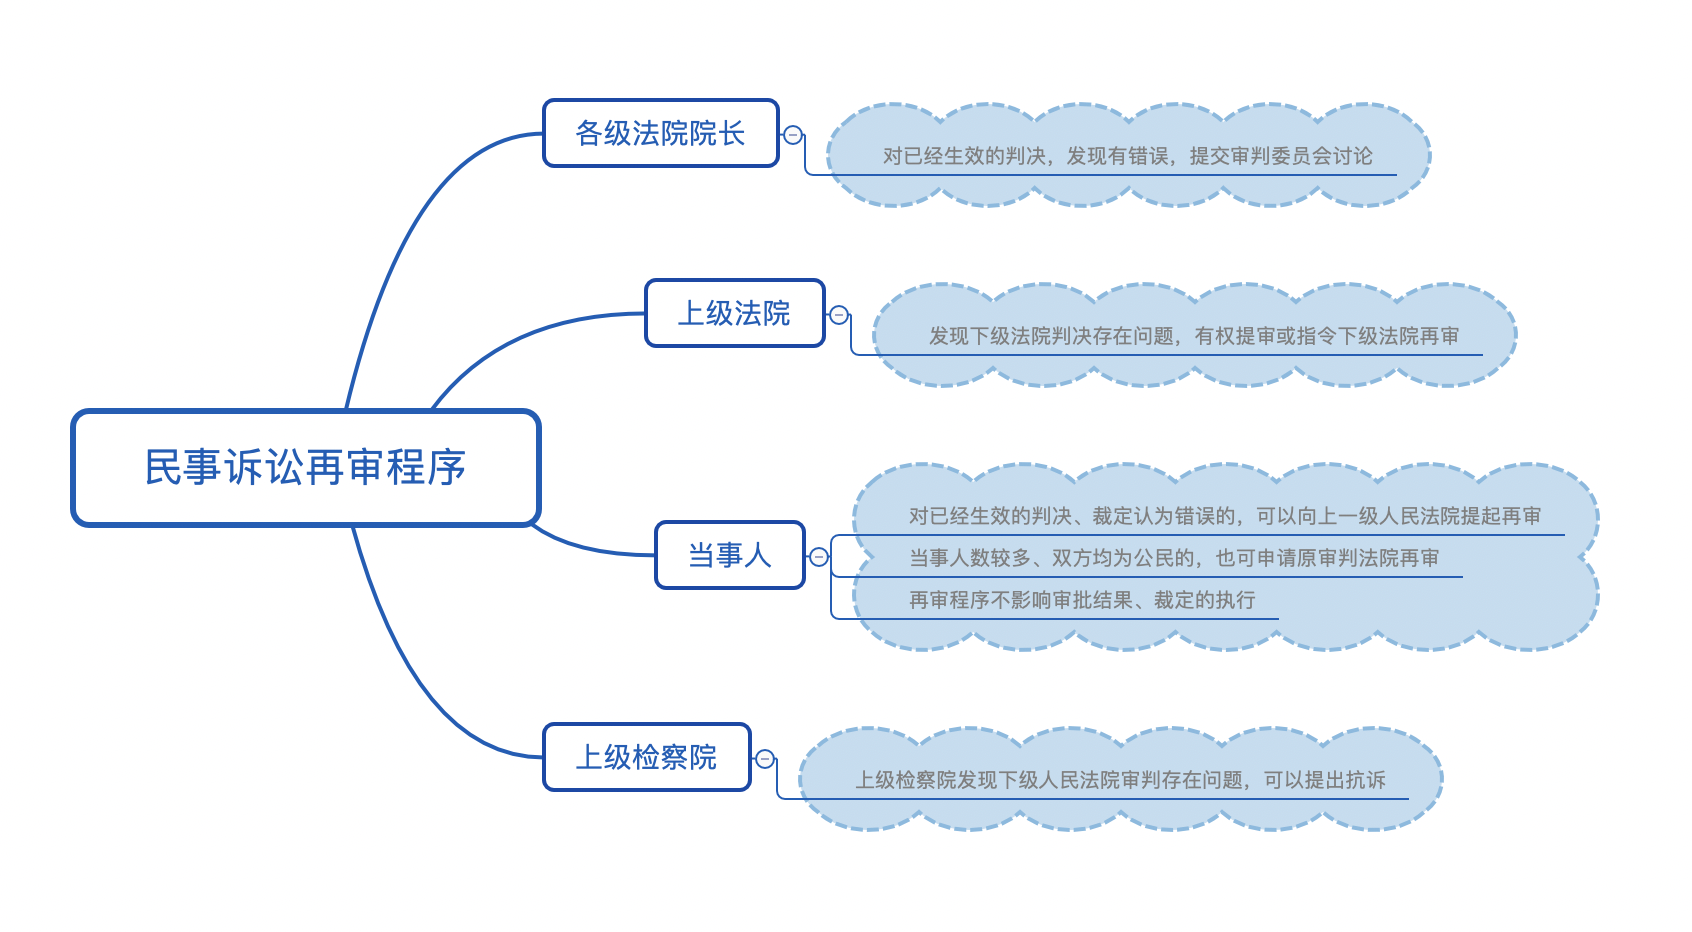 各级法院院长
对已经生效的判决，发现有错误，提交审判委员会讨论
上级法院
发现下级法院判决存在问题，有权提审或指令下级法院再审
民事诉讼再审程序
当事人
对已经生效的判决、裁定认为错误的，可以向上一级人民法院提起再审
当事人数较多、双方均为公民的，也可申请原审判法院再审
再审程序不影响审批结果、裁定的执行
上级检察院
上级检察院发现下级人民法院审判存在问题，可以提出抗诉